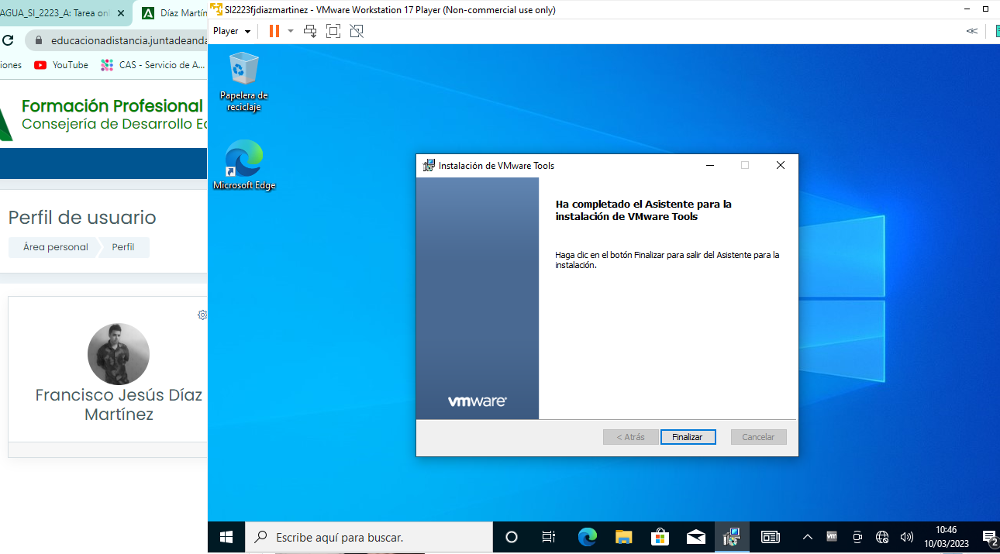 AGUA_SI_2223_A: Tarea onl
Díaz Martín
SI2223fjdiazmartinez - VMware Workstation 17 Player (Non-commercial use only)
Player
educacionadistancia.juntadeanda
iones
YouTube
CAS - Servicio de A...
Formación Profesional
Consejería de Desarrollo Ec
Perfil de usuario
Área personal
Perfil
Francisco Jesús Díaz
Martínez
Papelera de
reciclaje
Microsoft Edge
Instalación de VMware Tools
Ha completado el Asistente para la
instalación de VMware Tools
Haga clic en el botón Finalizar para salir del Asistente para la
instalación.
vmware
< Atrás
Finalizar
Cancelar
Escribe aquí para buscar.
vm
10:46
10/03/2023
2